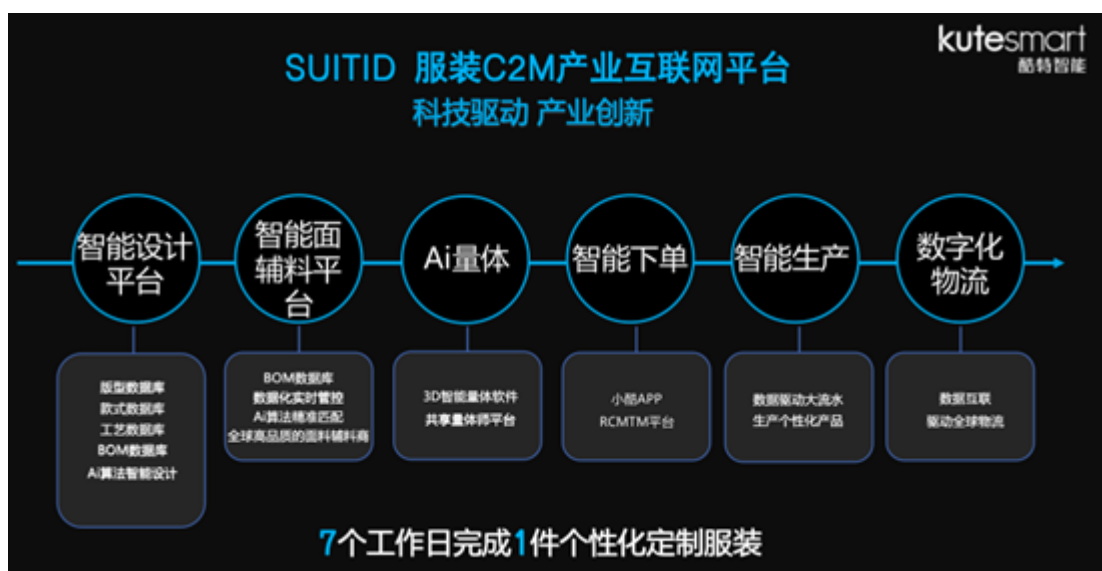 kutesmart
酷特智能
SUITID 服装C2M产业互联网平台
科技驱动 产业创新
智能设计
平台
智能面
辅料平
台
Ai量体
智能下单
智能生产
数字化
物流
版型数据库
款式数据库
工艺数据库
BOM数据库
Ai算法智能设计
BOM数据库
数据化实时管控
Ai算法精准匹配
全球高品质的面料辅料商
3D智能量体软件
共享量体师平台
小酷APP
RCMTM平台
数据驱动大流水
生产个性化产品
数据互联
驱动全球物流
7个工作日完成1件个性化定制服装